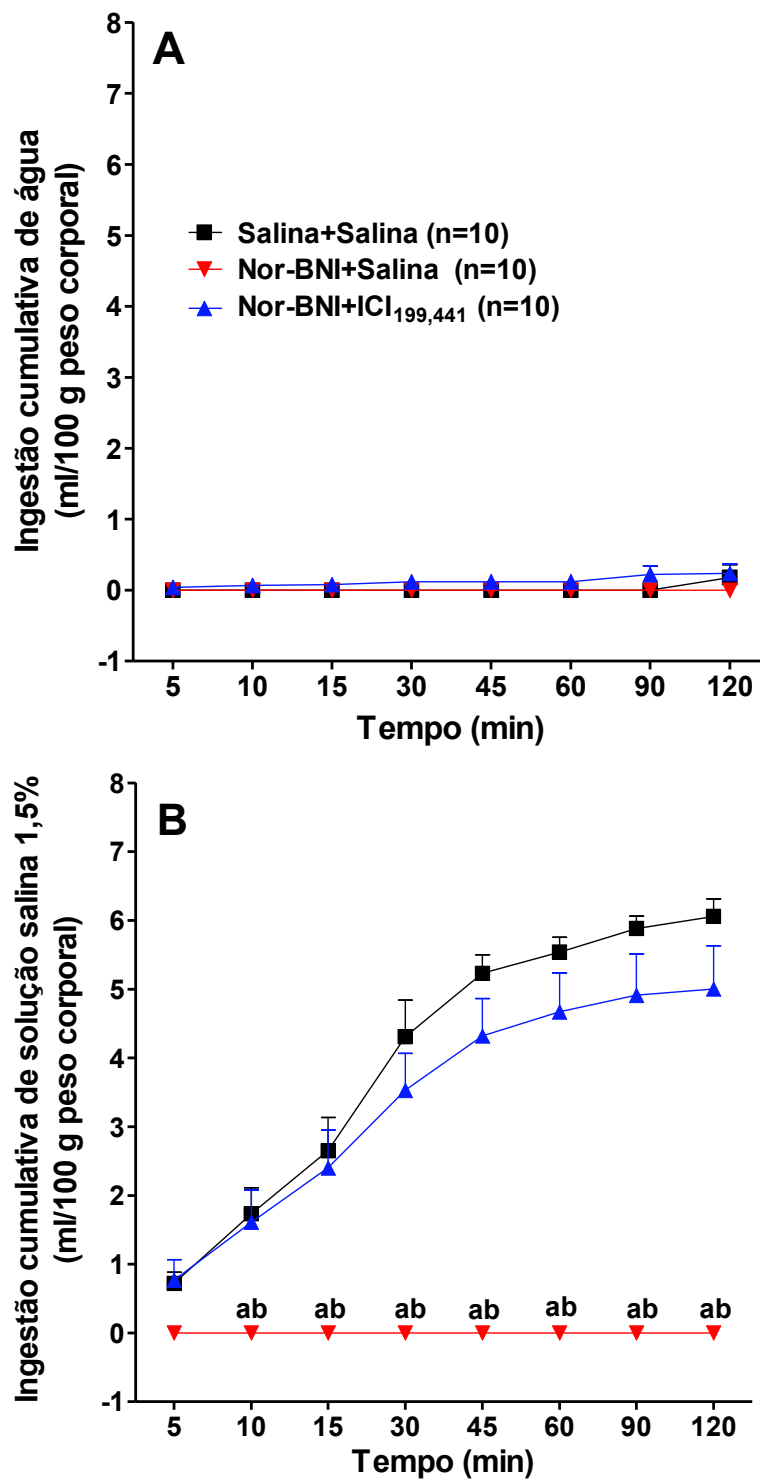 A
Ingestão cumulativa de água
(ml/100 g peso corporal)
8
7
6
5
4
3
2
1
0
-1
Salina+Salina (n=10)
Nor-BNI+Salina (n=10)
Nor-BNI+ICI199,441 (n=10)
5 10 15 30 45 60 90 120
Tempo (min)
B
Ingestão cumulativa de solução salina 1,5%
(ml/100 g peso corporal)
8
7
6
5
4
3
2
1
0
-1
ab ab ab ab ab ab ab
5 10 15 30 45 60 90 120
Tempo (min)